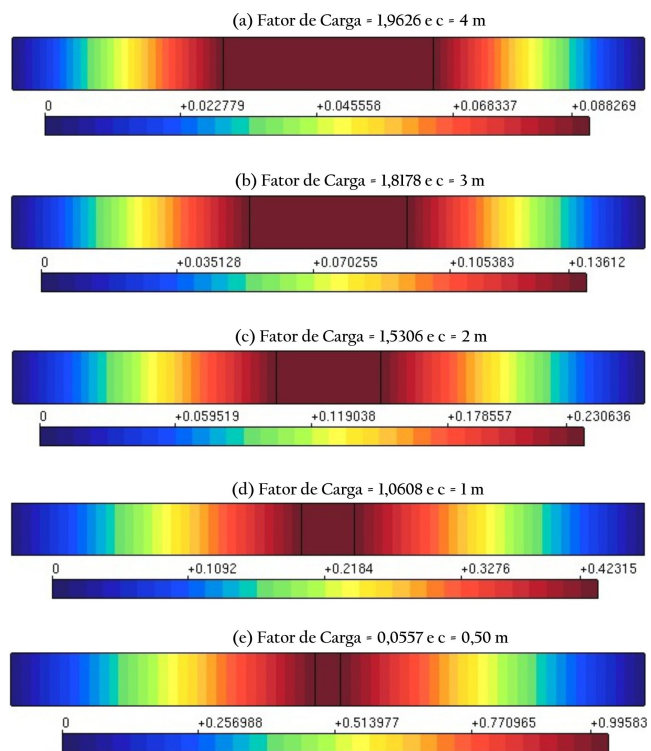 (a) Fator de Carga = 1,9626 e c = 4 m
0 +0.022779 +0.045558 +0.068337 +0.088269
(b) Fator de Carga = 1,8178 e c = 3 m
0 +0.035128 +0.070255 +0.105383 +0.13612
(c) Fator de Carga = 1,5306 e c = 2 m
0 +0.059519 +0.119038 +0.178557 +0.230636
(d) Fator de Carga = 1,0608 e c = 1 m
0 +0.1092 +0.2184 +0.3276 +0.42315
(e) Fator de Carga = 0,0557 e c = 0,50 m
0 +0.256988 +0.513977 +0.770965 +0.99583